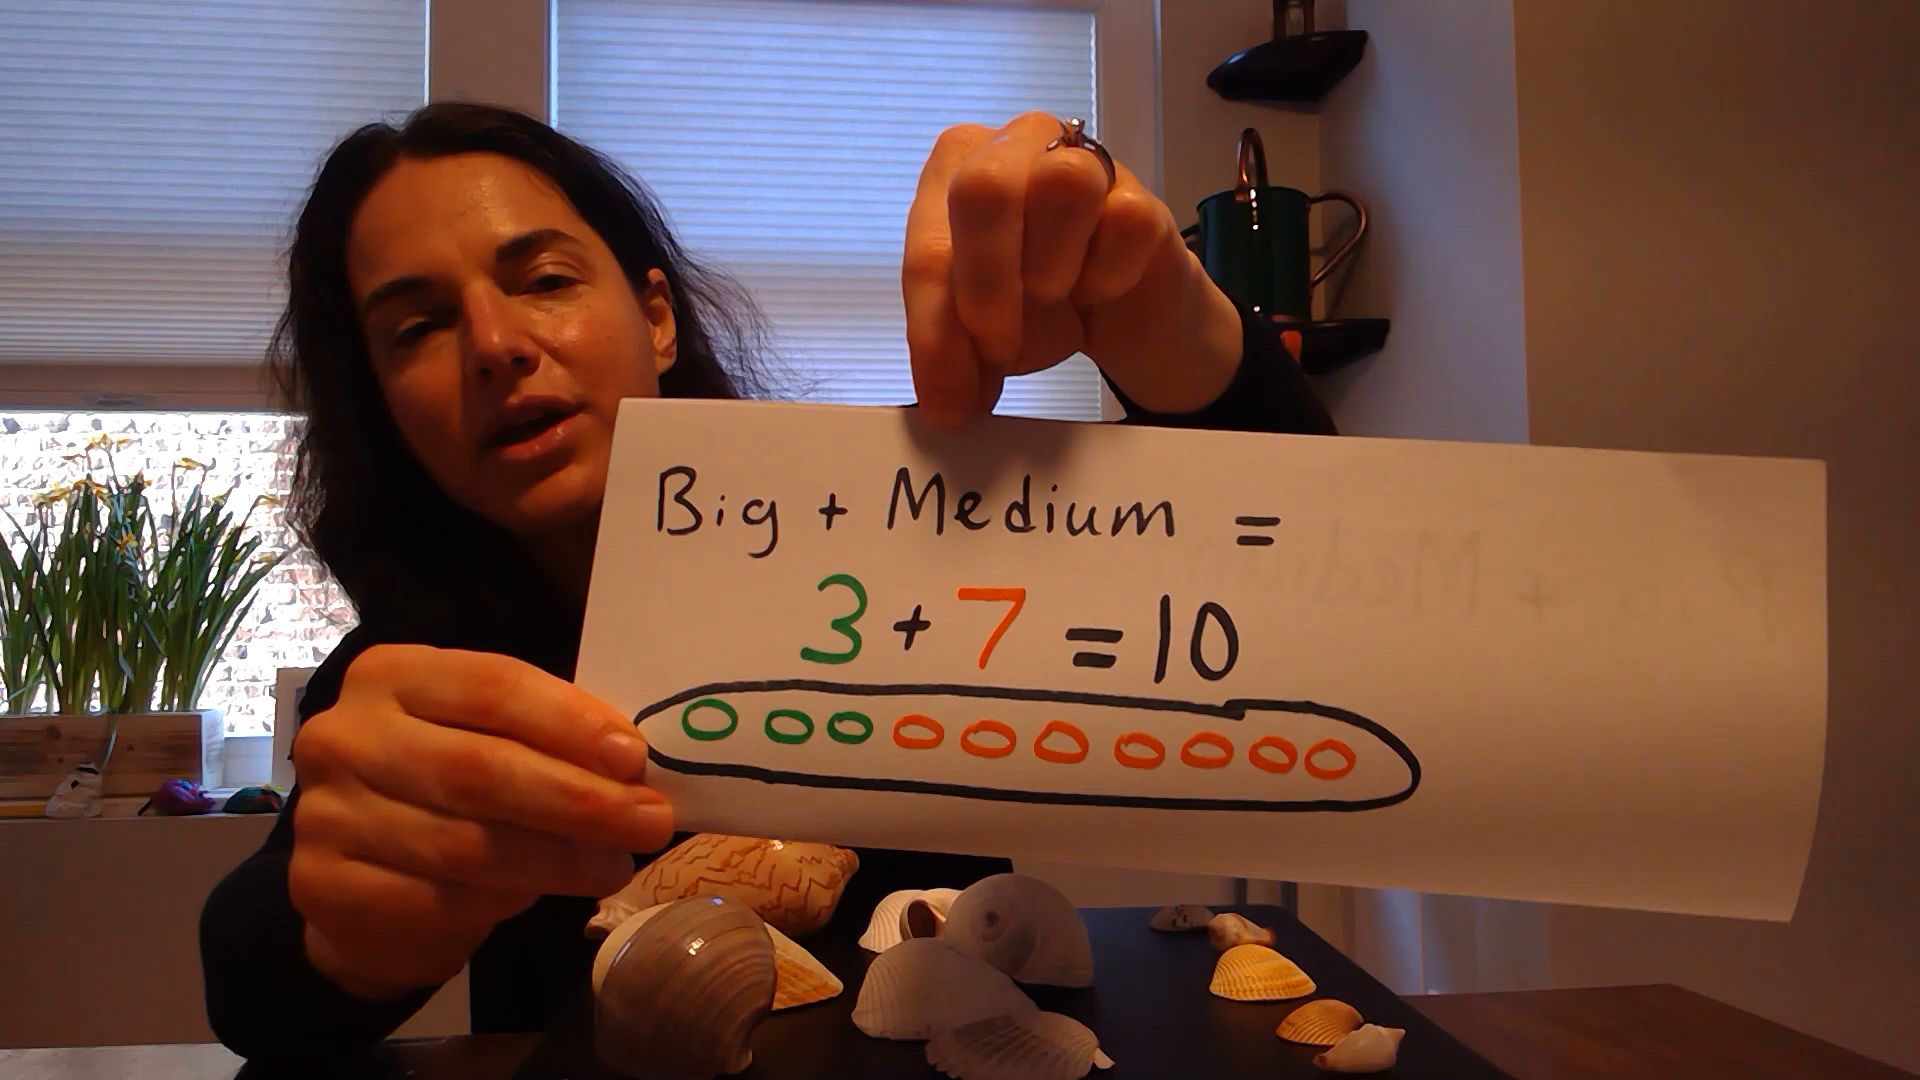 Big + Medium =
3 + 7 = 10